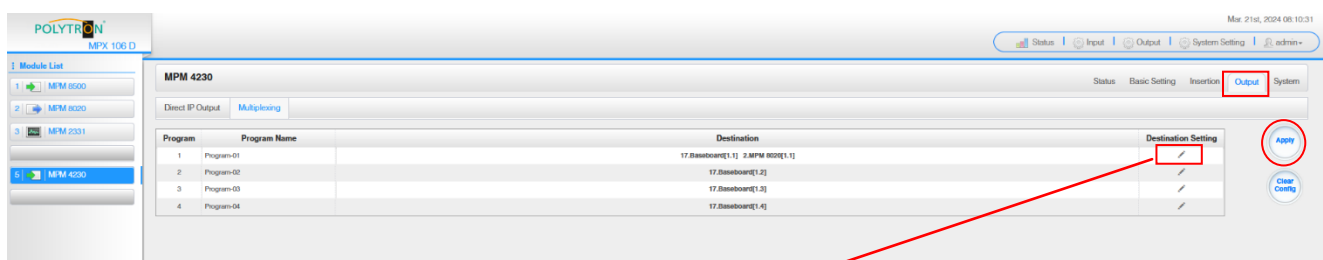 POLYTRON
MPX 106 D
Mar. 21st, 2024 08:10:31
Status Input Output System Setting admin
Module List
1 MPM 8500
2 MPM 8020
3 MPM 2331
5 MPM 4230
MPM 4230
Status Basic Setting Insertion Output System
Direct IP Output Multiplexing
Program Program Name Destination Destination Setting
1 Program-01 17.Baseboard[1.1] 2.MPM 8020[1.1]
2 Program-02 17.Baseboard[1.2]
3 Program-03 17.Baseboard[1.3]
4 Program-04 17.Baseboard[1.4]
Apply
Clear
Config